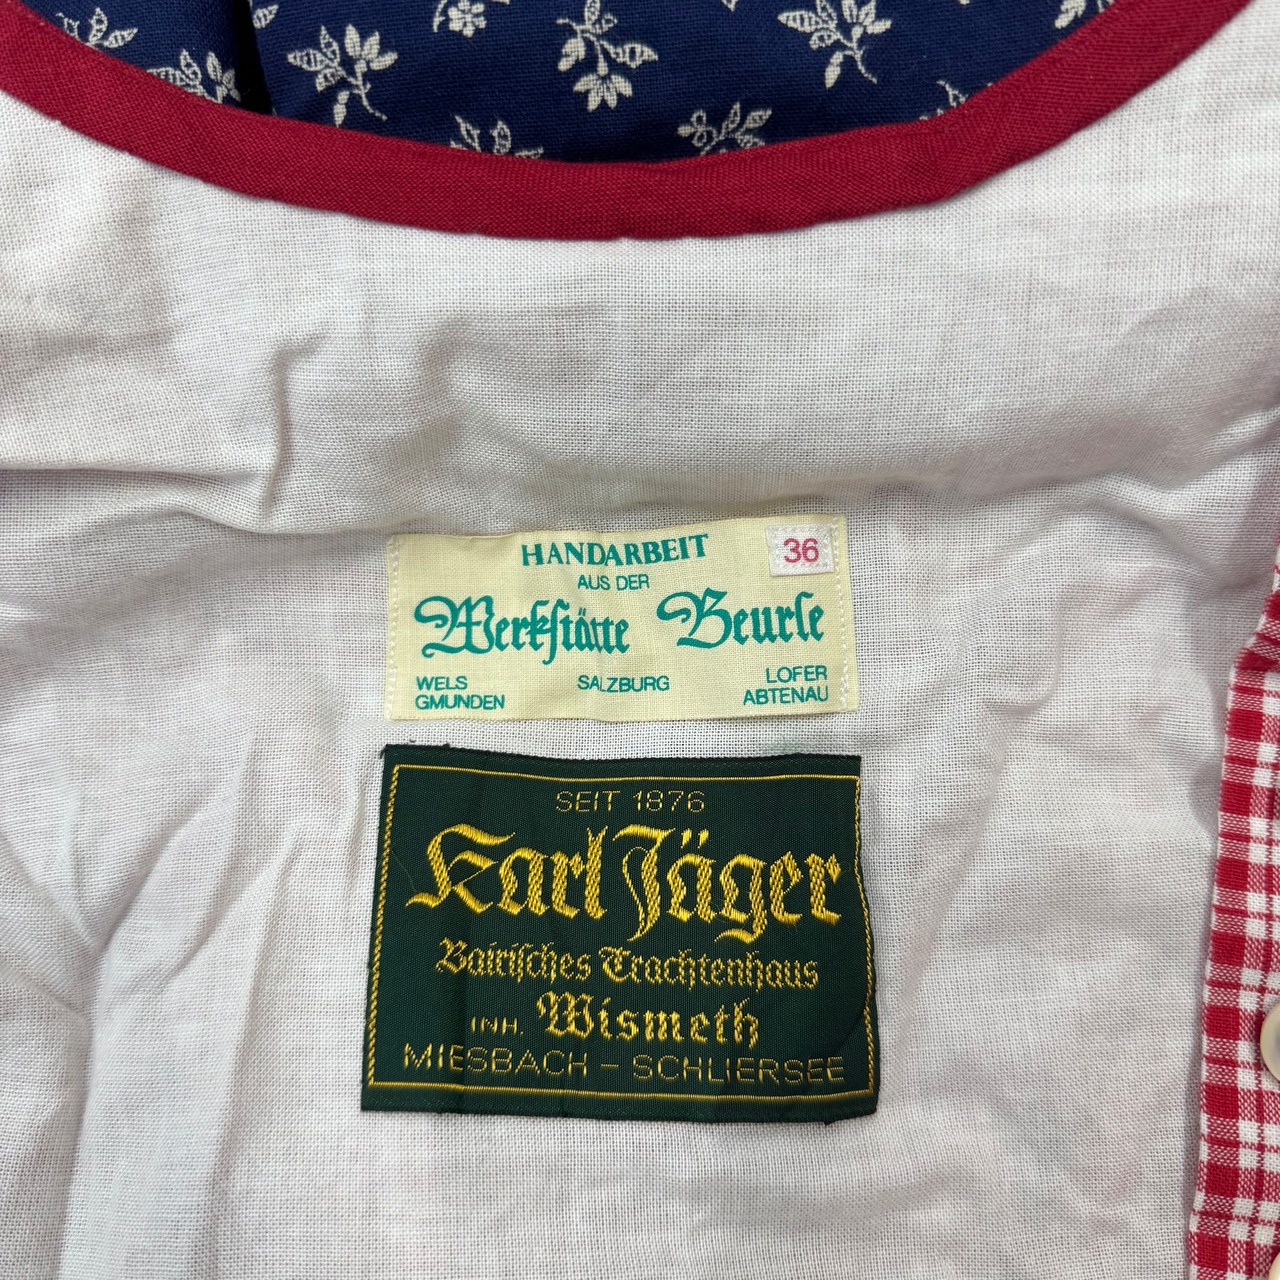 HANDARBEIT 36
AUS DER
Werkstätte Beurle
WELS SALZBURG LOFER
GMUNDEN ABTENAU
SEIT 1876
Karl Jäger
Bairisches Trachtenhaus
INH. Wismeth
MIESBACH – SCHLIERSEE